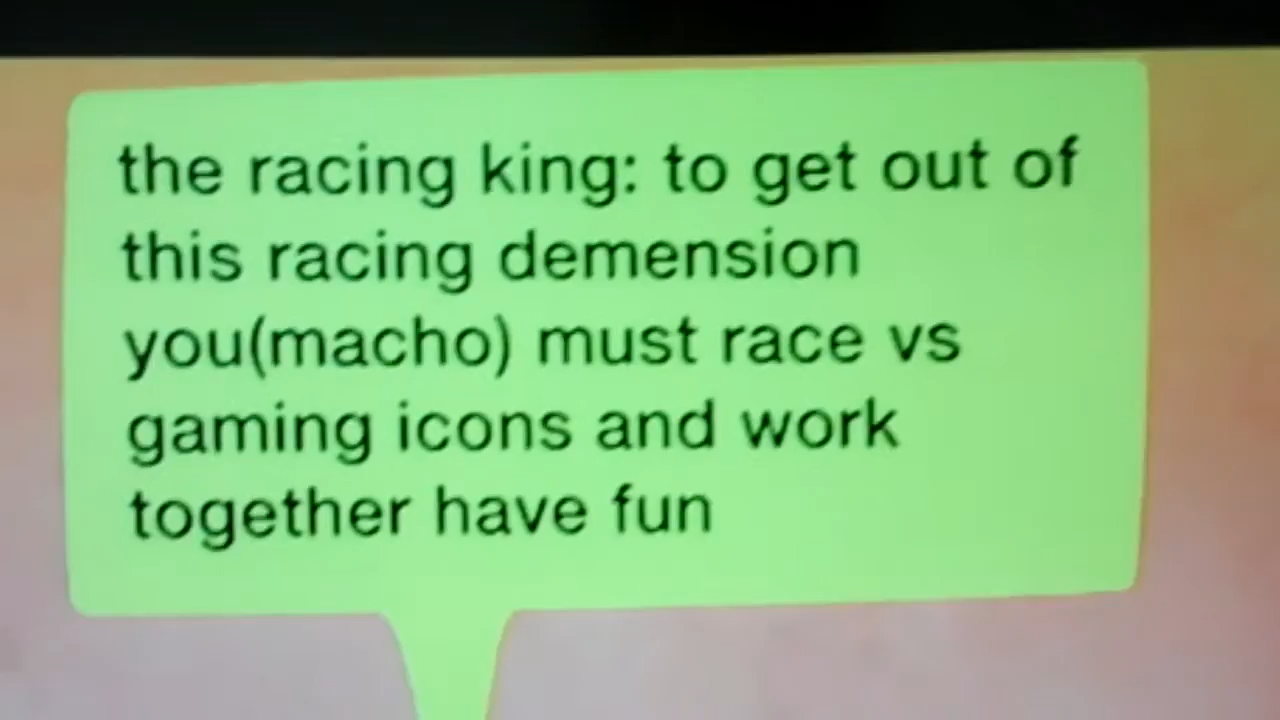 the racing king: to get out of
this racing demension
you(macho) must race vs
gaming icons and work
together have fun